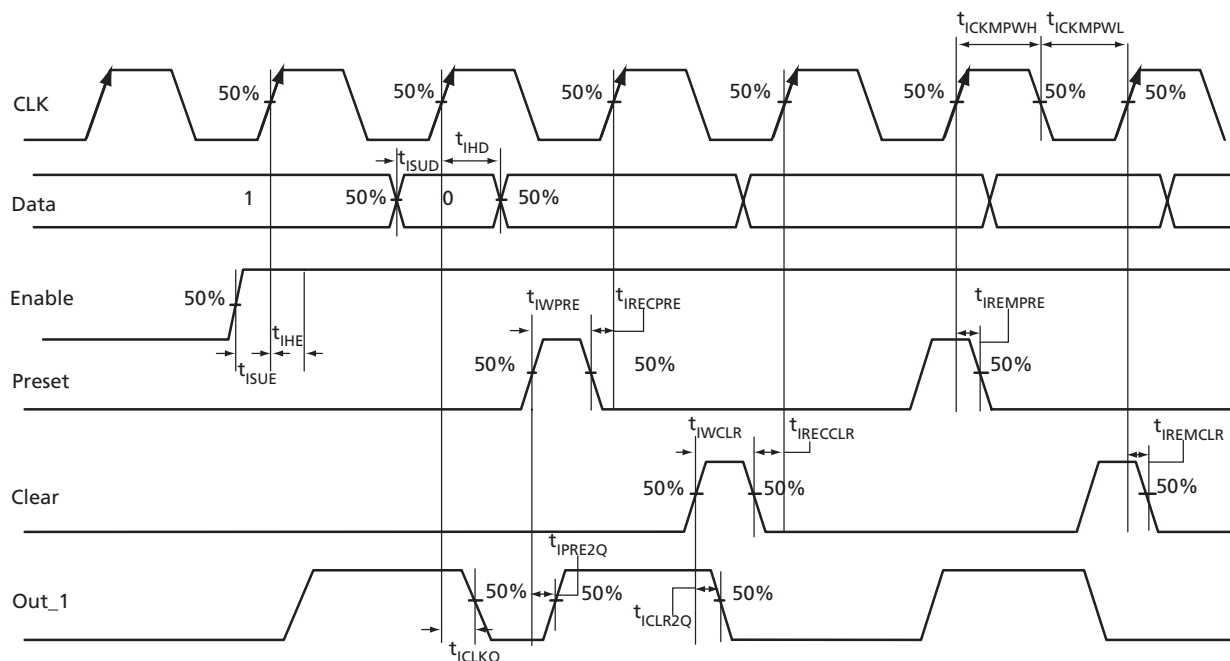 tICKMPWH tICKMPWL
CLK 50% 50% 50% 50% 50% 50% 50%
tISUD tIHD
Data 1 50% 0 50%
Enable 50% tIWPRE tIRECPRE tIREMPRE
tIHE
tISUE
Preset 50% 50% 50%
tIWCLR tIRECCLR tIREMCLR
Clear 50% 50% 50%
tIPRE2Q
Out_1 50% 50% tICLR2Q 50%
tICLKQ